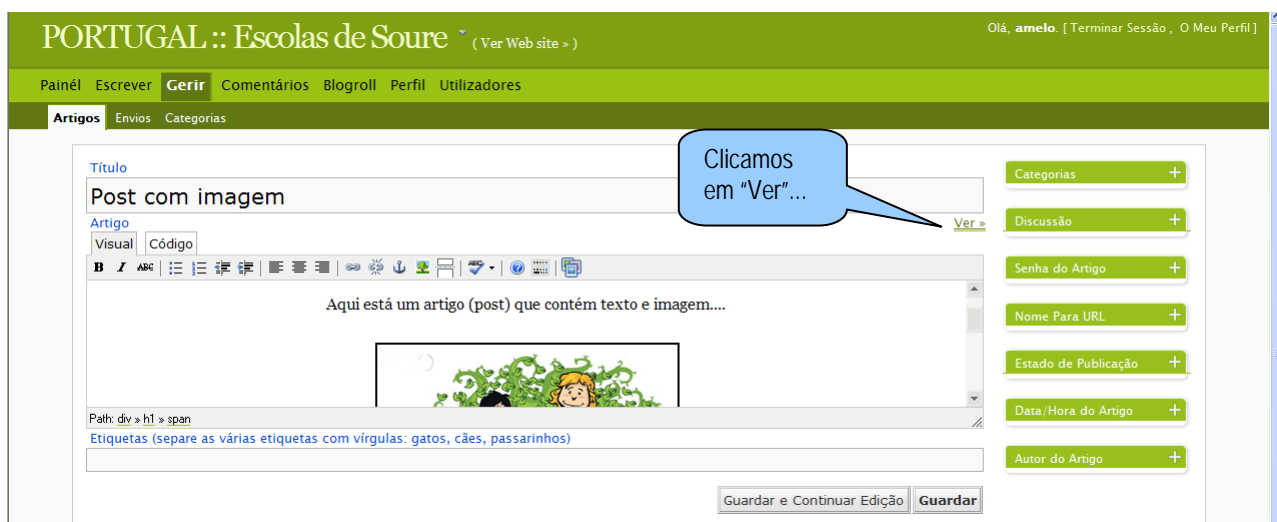 PORTUGAL :: Escolas de Soure ( Ver Web site » )
Olá, amelo. [ Terminar Sessão , O Meu Perfil ]
Painél Escrever Gerir Comentários Blogroll Perfil Utilizadores
Artigos Envios Categorias
Clicamos
em “Ver”...
Título
Post com imagem
Artigo
Ver »
Visual Código
B I ABC ABC
Aqui está um artigo (post) que contém texto e imagem....
Path: div » h1 » span
Etiquetas (separe as várias etiquetas com vírgulas: gatos, cães, passarinhos)
Guardar e Continuar Edição Guardar
Categorias +
Discussão +
Senha do Artigo +
Nome Para URL +
Estado de Publicação +
Data/Hora do Artigo +
Autor do Artigo +